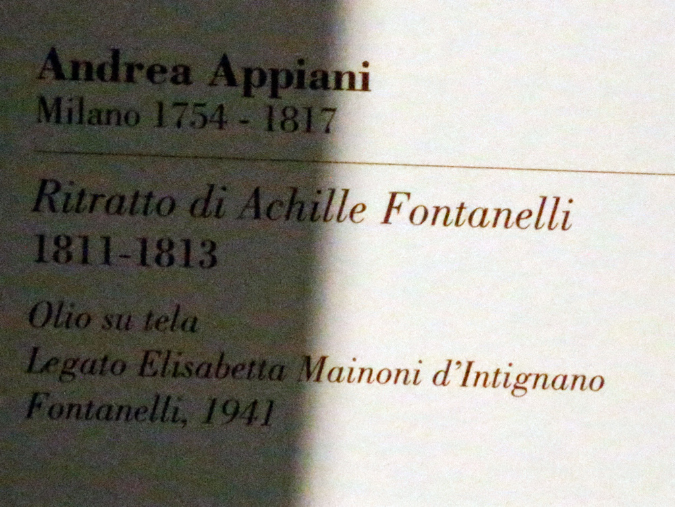 Andrea Appiani
Milano 1754 - 1817
Ritratto di Achille Fontanelli
1811-1813
Olio su tela
Legato Elisabetta Mainoni d'Intignano
Fontanelli, 1941